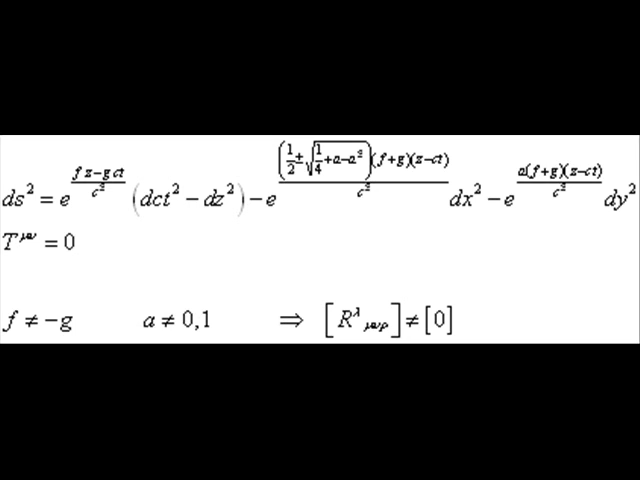 ds² = e^((fz−gct)/c²) (dct² − dz²) − e^((1/2 ± √(1/4 + a − a²))(f+g)(z−ct)/c²) dx² − e^(a(f+g)(z−ct)/c²) dy²
T^μν = 0
f ≠ −g a ≠ 0,1 ⇒ [R^λ_μνρ] ≠ [0]